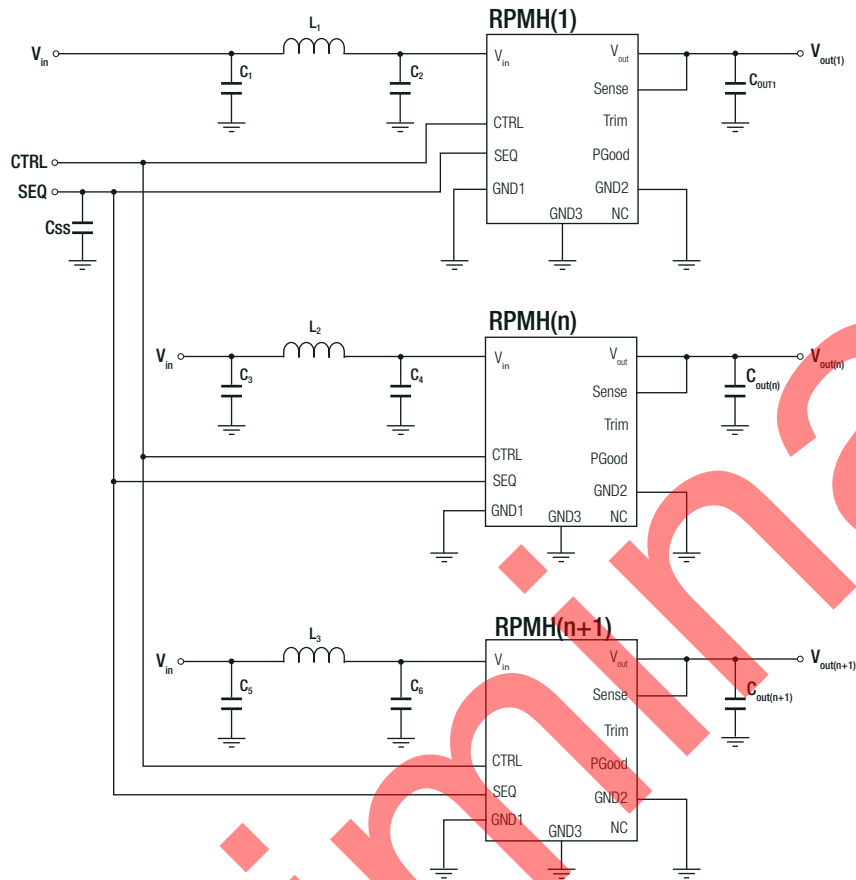 L1
RPMH(1)
Vin
C1
C2
Vin
Vout
Vout(1)
Sense
COUT1
CTRL
Trim
CTRL
SEQ
PGood
SEQ
GND1
GND2
Css
GND3
NC
L2
RPMH(n)
Vin
C3
C4
Vin
Vout
Vout(n)
Sense
Cout(n)
Trim
CTRL
PGood
SEQ
GND2
GND1
GND3
NC
L3
RPMH(n+1)
Vin
C5
C6
Vin
Vout
Vout(n+1)
Sense
Cout(n+1)
Trim
CTRL
PGood
SEQ
GND2
GND1
GND3
NC